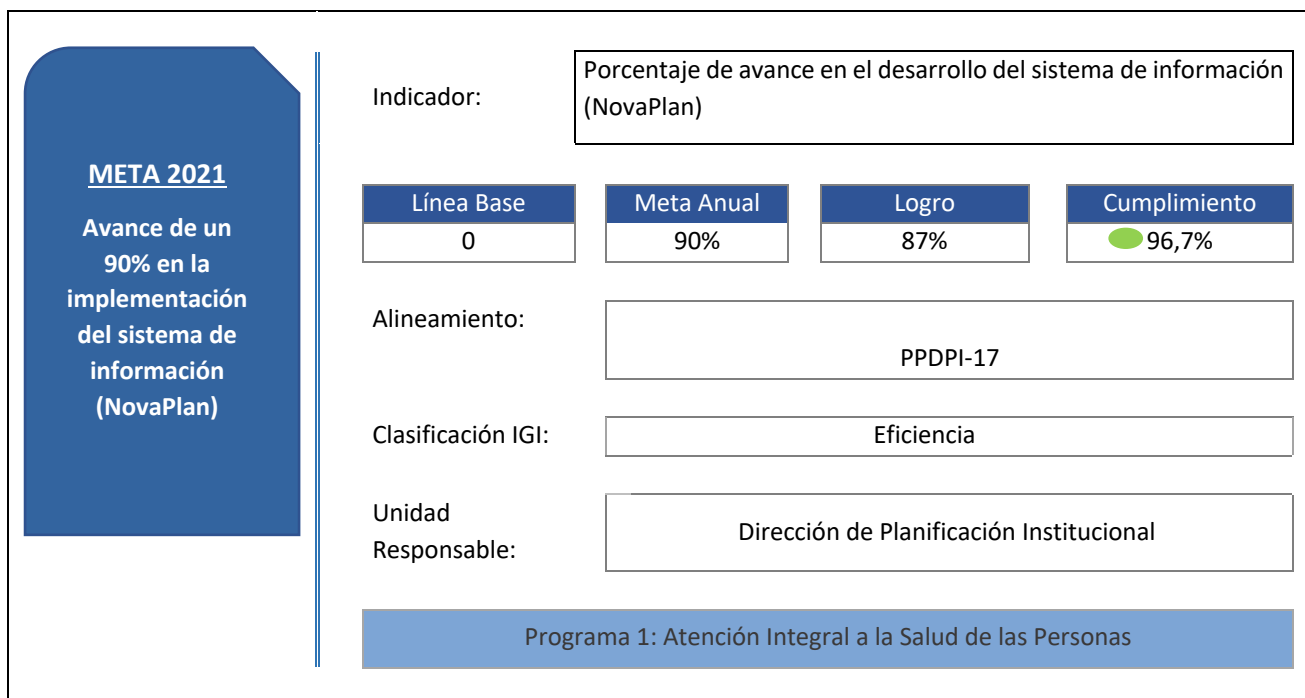 META 2021
Avance de un
90% en la
implementación
del sistema de
información
(NovaPlan)
Indicador:
Porcentaje de avance en el desarrollo del sistema de información
(NovaPlan)
Línea Base
Meta Anual
Logro
Cumplimiento
0
90%
87%
96,7%
Alineamiento:
PPDPI-17
Clasificación IGI:
Eficiencia
Unidad
Responsable:
Dirección de Planificación Institucional
Programa 1: Atención Integral a la Salud de las Personas